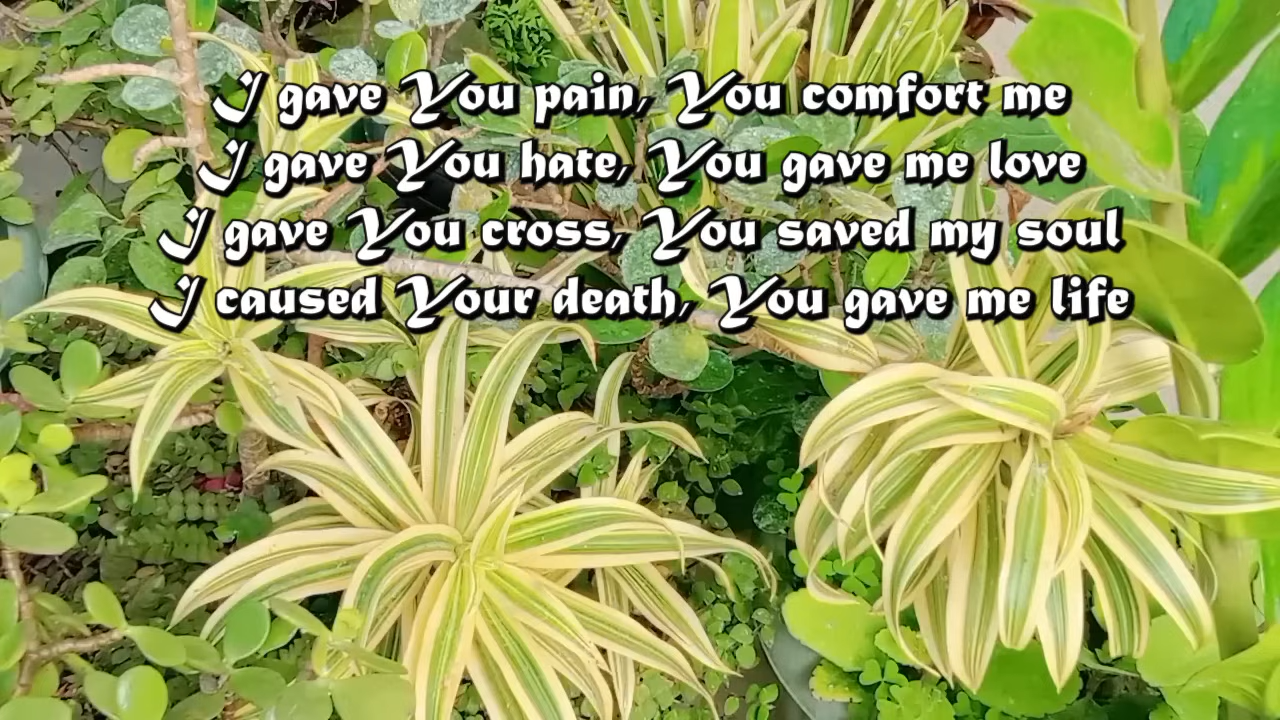 I gave You pain, You comfort me
I gave You hate, You gave me love
I gave You cross, You saved my soul
I caused Your death, You gave me life